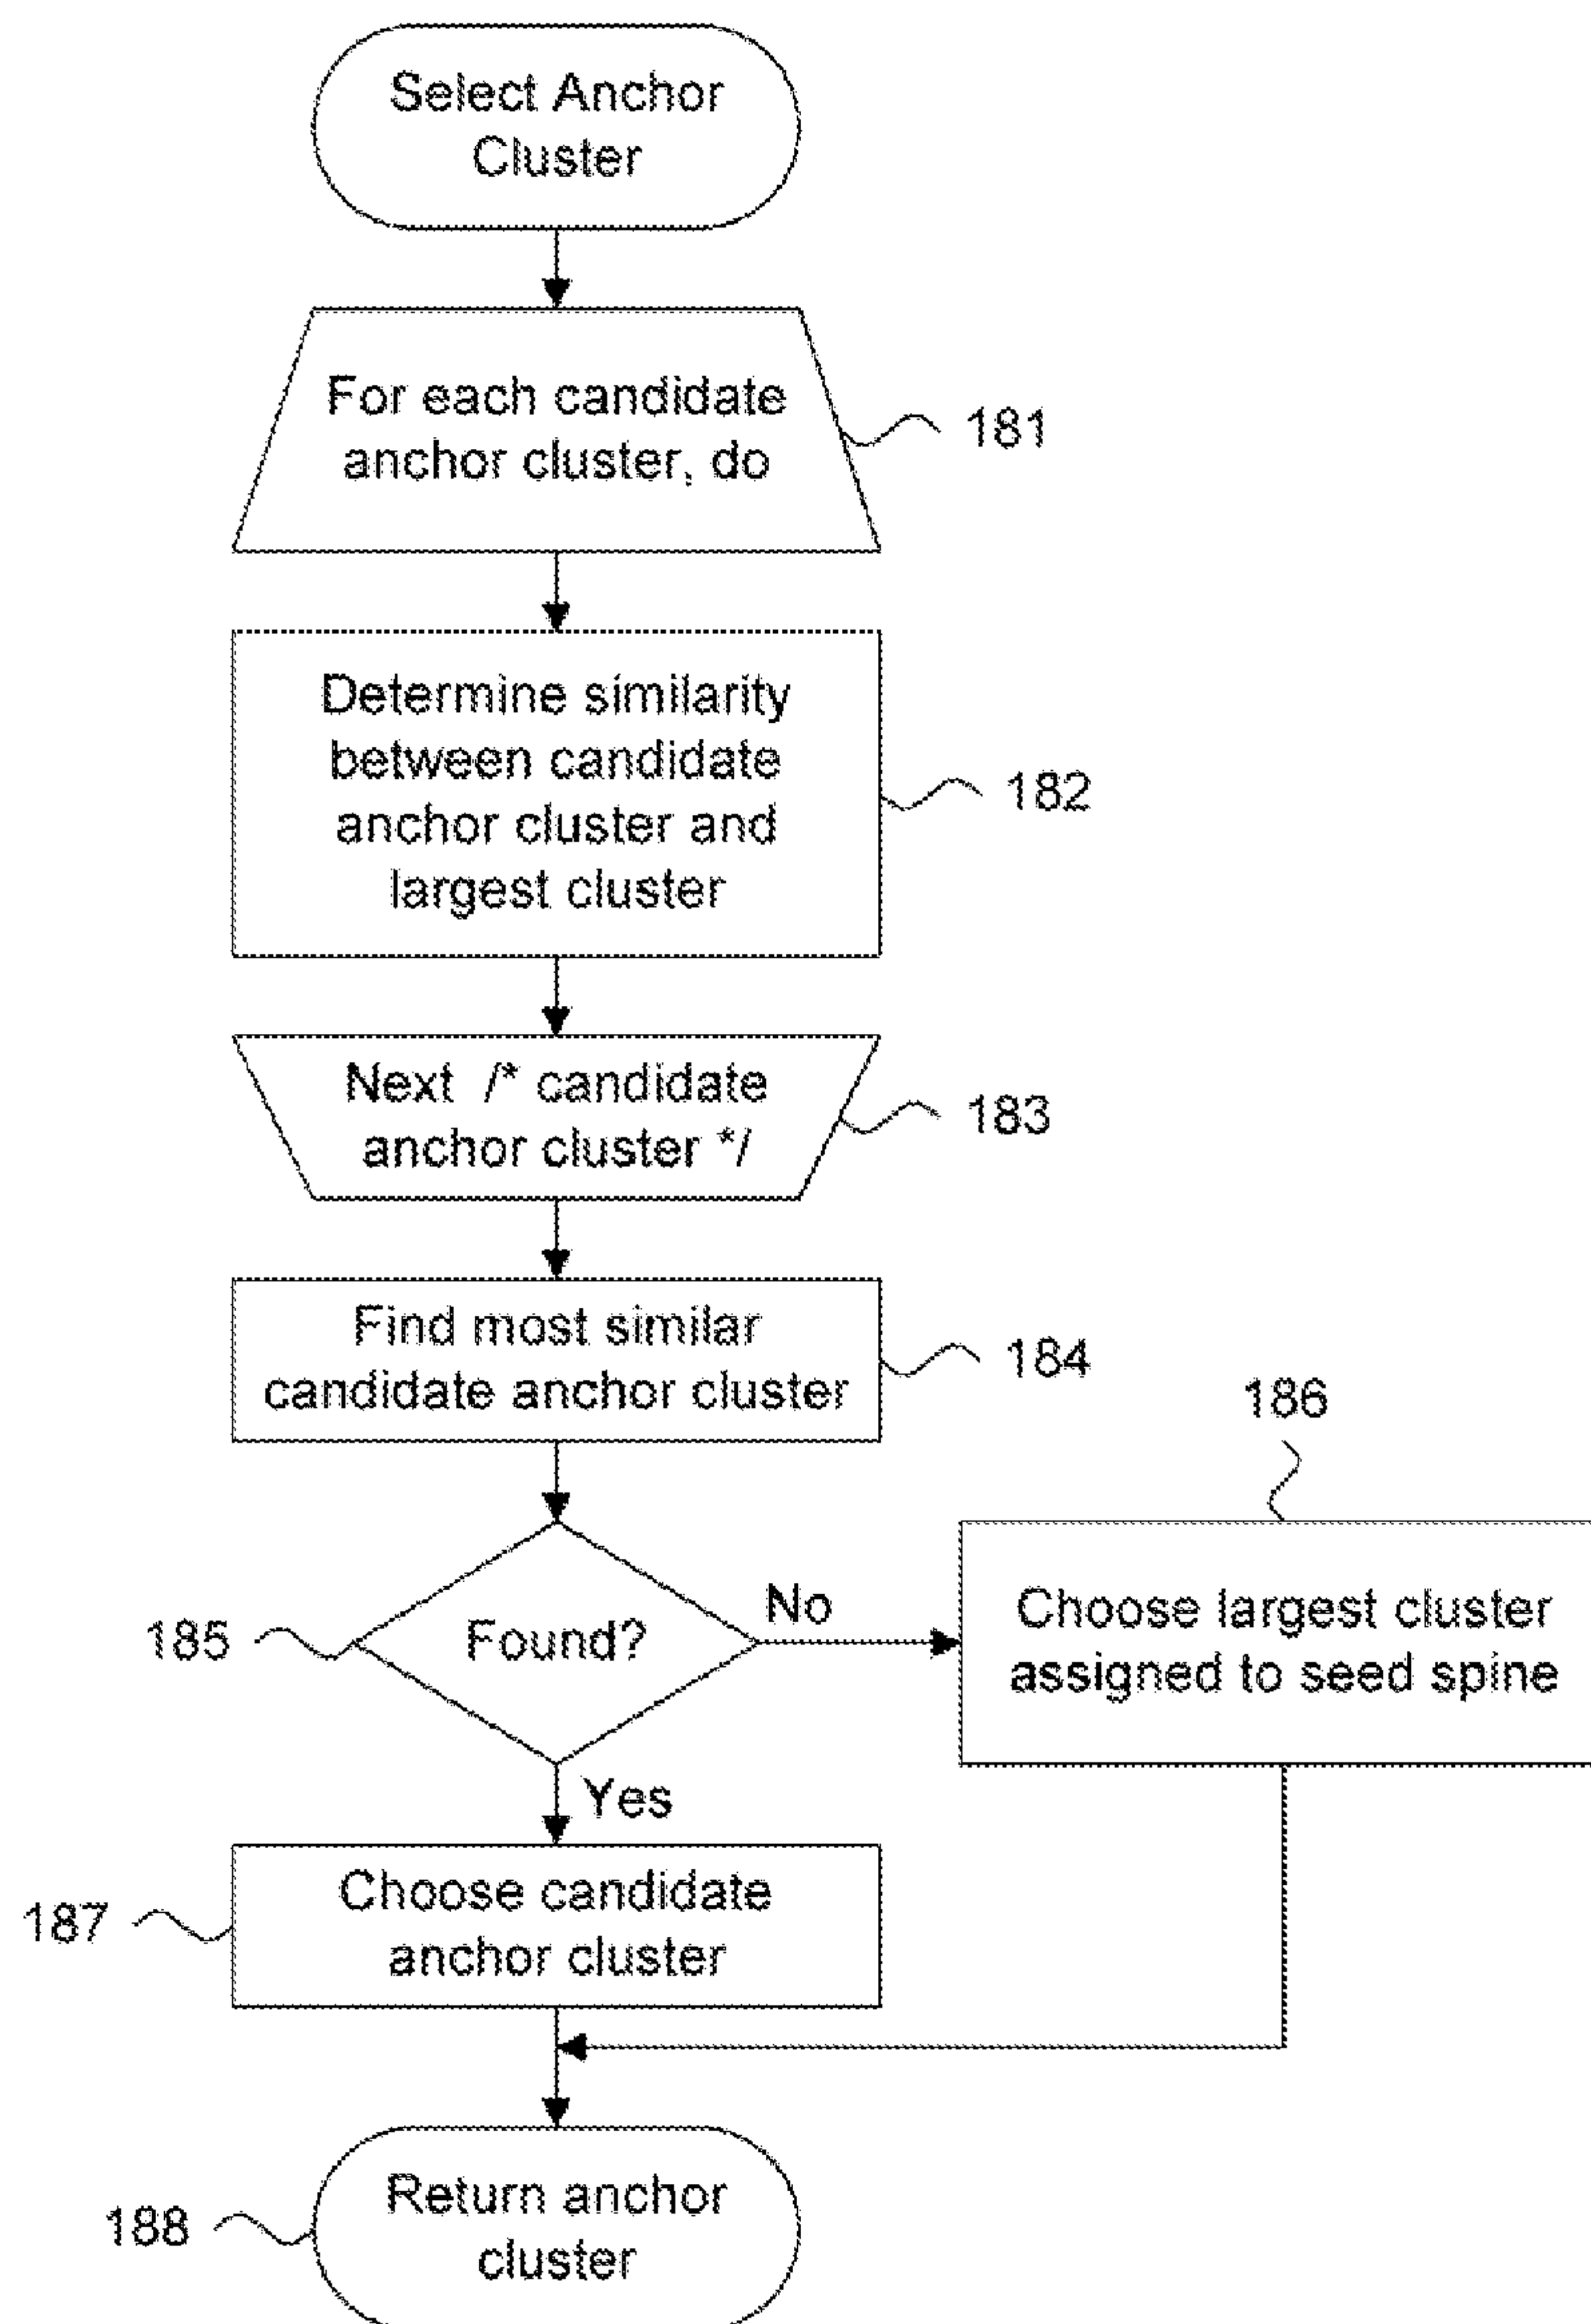 Select Anchor
Cluster
For each candidate
anchor cluster, do
181
Determine similarity
between candidate
anchor cluster and
largest cluster
182
Next /* candidate
anchor cluster */
183
Find most similar
candidate anchor cluster
184
186
185
Found?
No
Choose largest cluster
assigned to seed spine
Yes
187
Choose candidate
anchor cluster
188
Return anchor
cluster